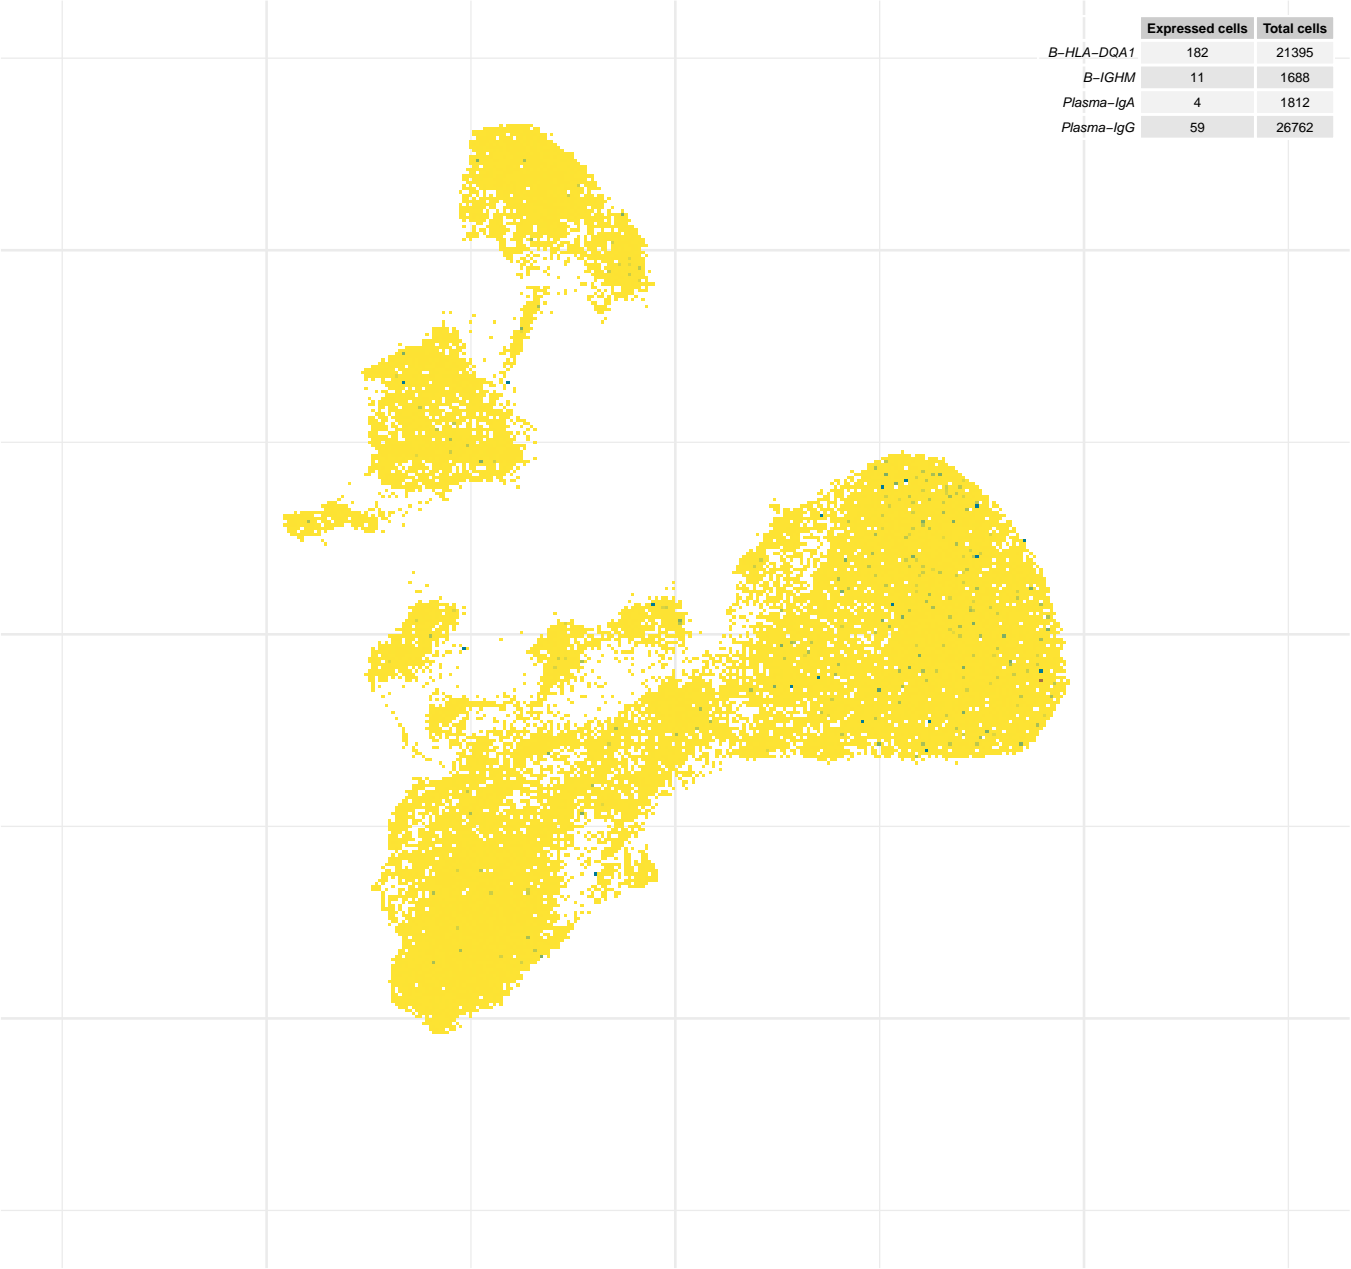 Expressed cells Total cells
B−HLA−DQA1 182 21395
B−IGHM 11 1688
Plasma−IgA 4 1812
Plasma−IgG 59 26762